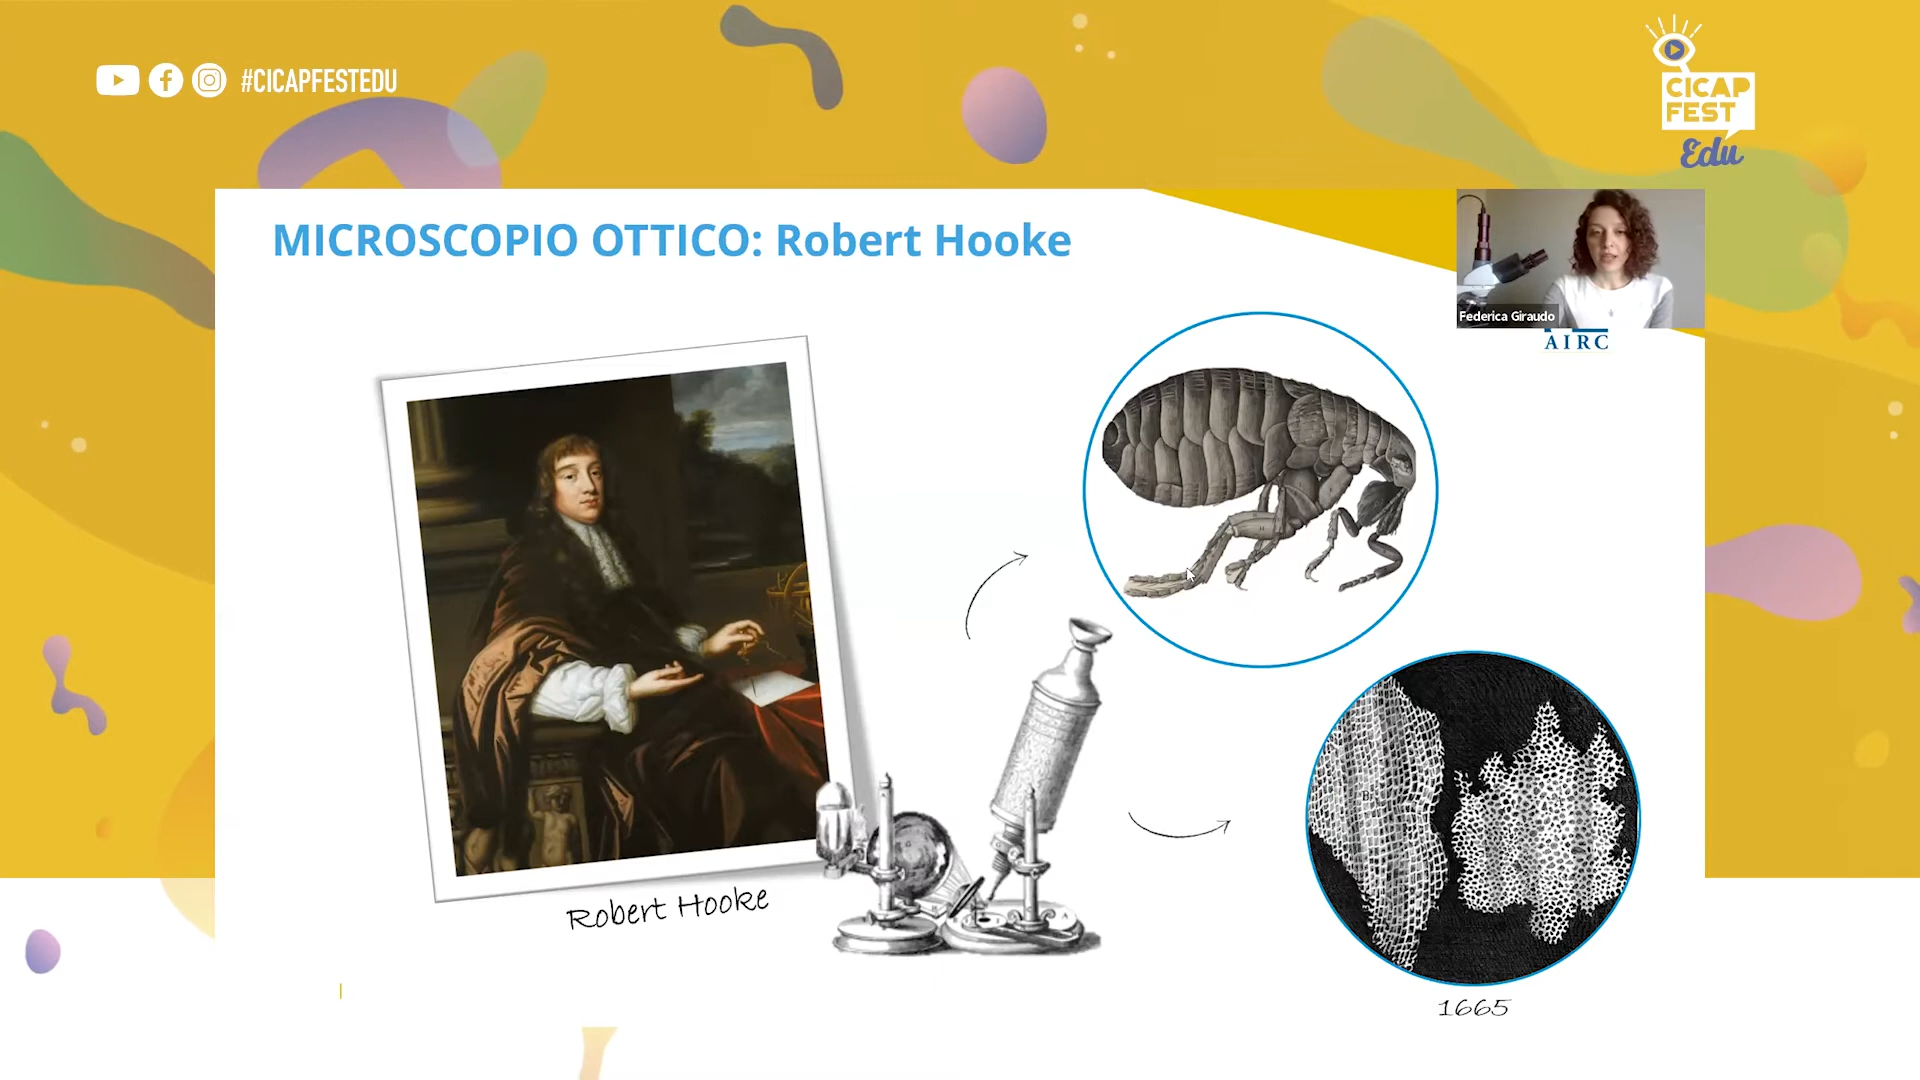 #CICAPFESTEDU
CICAP
FEST
Edu
MICROSCOPIO OTTICO: Robert Hooke
Federica Giraudo
AIRC
Robert Hooke
1665